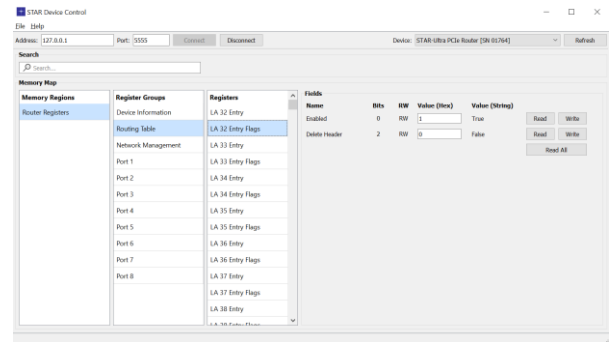 STAR Device Control
File Help
Address: 127.0.0.1 Port: 5555 Connect Disconnect Device: STAR-Ultra PCIe Router [SN 01764] Refresh
Search
Search...
Memory Map
Memory Regions
Router Registers
Register Groups
Device Information
Routing Table
Network Management
Port 1
Port 2
Port 3
Port 4
Port 5
Port 6
Port 7
Port 8
Registers
LA 32 Entry
LA 32 Entry Flags
LA 33 Entry
LA 33 Entry Flags
LA 34 Entry
LA 34 Entry Flags
LA 35 Entry
LA 35 Entry Flags
LA 36 Entry
LA 36 Entry Flags
LA 37 Entry
LA 37 Entry Flags
LA 38 Entry
LA 38 Entry Flags
Fields
Name Bits RW Value (Hex) Value (String)
Enabled 0 RW 1 True Read Write
Delete Header 2 RW 0 False Read Write
Read All